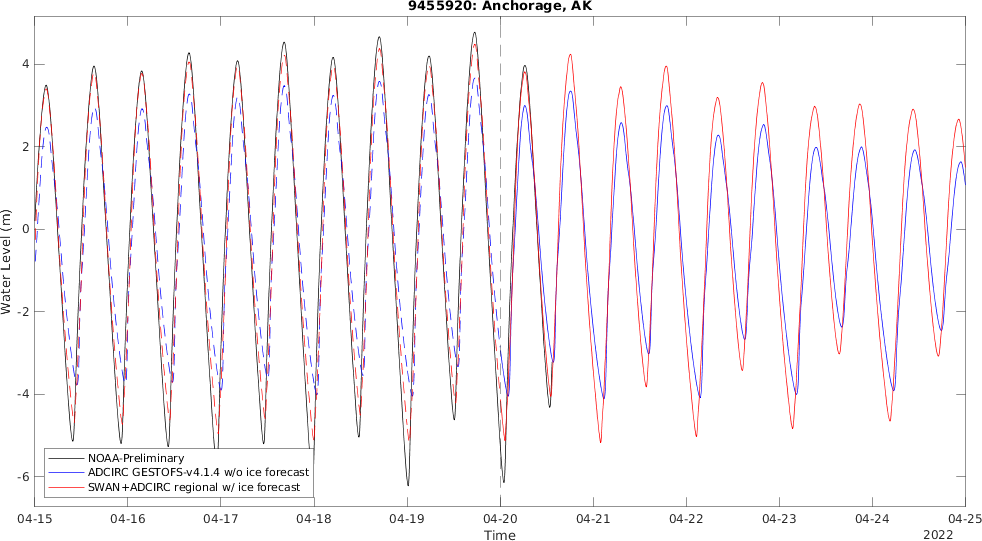 9455920: Anchorage, AK
Water Level (m)
4
2
0
-2
-4
-6
NOAA-Preliminary
ADCIRC GESTOFS-v4.1.4 w/o ice forecast
SWAN+ADCIRC regional w/ ice forecast
04-15 04-16 04-17 04-18 04-19 04-20 04-21 04-22 04-23 04-24 04-25
Time
2022